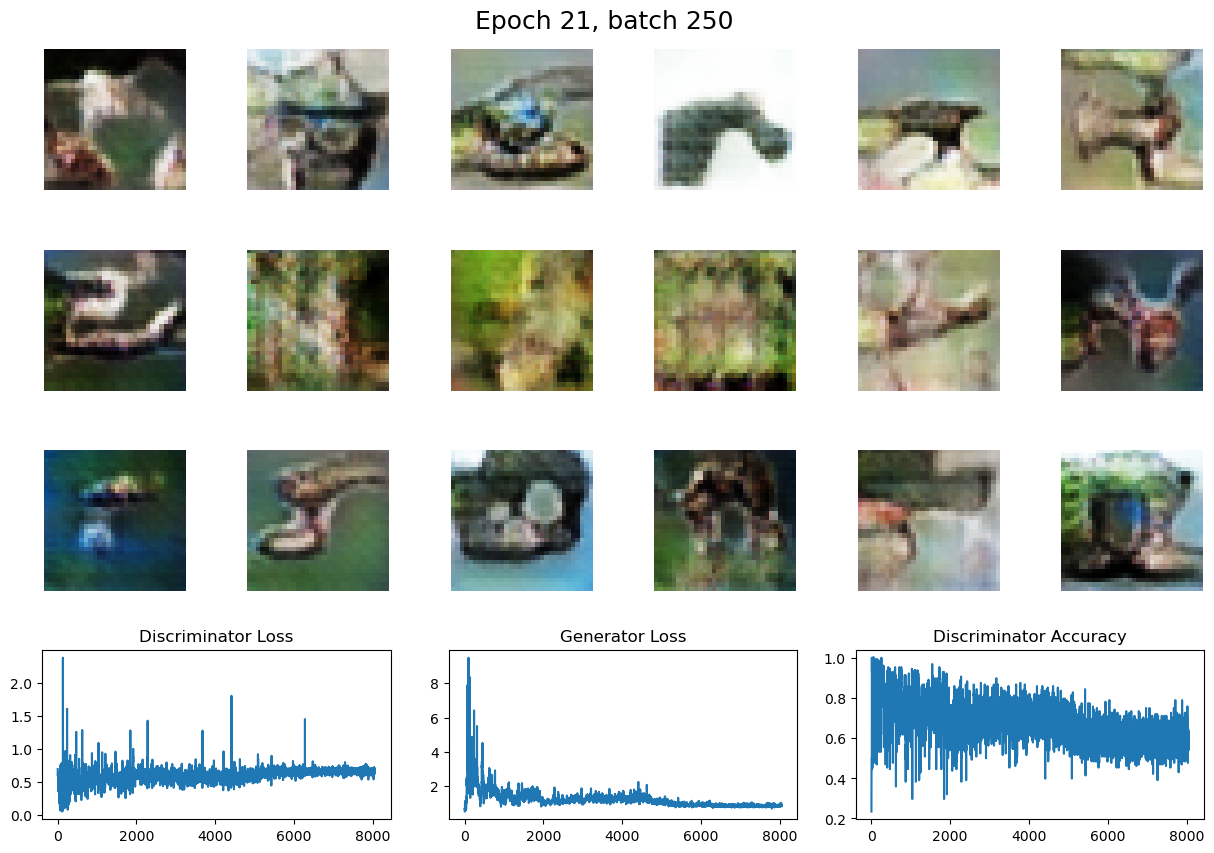 Epoch 21, batch 250
Discriminator Loss
Generator Loss
Discriminator Accuracy
2.0
1.5
1.0
0.5
0.0
0 2000 4000 6000 8000
8
6
4
2
0 2000 4000 6000 8000
1.0
0.8
0.6
0.4
0.2
0 2000 4000 6000 8000